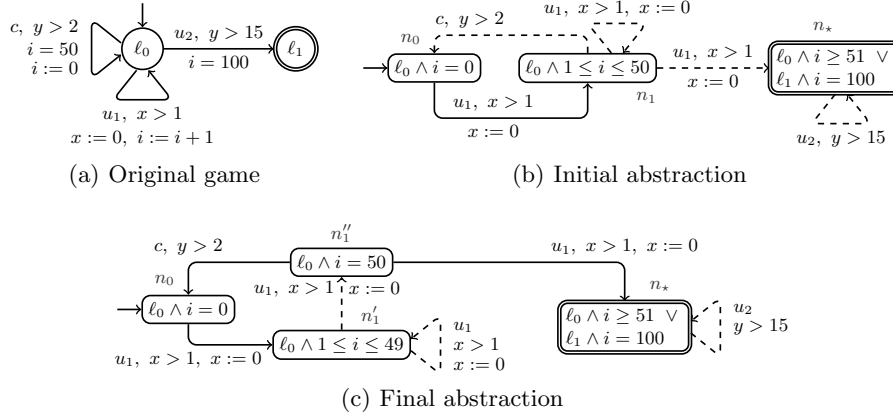 c, y > 2
i = 50
i := 0
ℓ0
u2, y > 15
i = 100
ℓ1
u1, x > 1
x := 0, i := i + 1
(a) Original game
n0
c, y > 2
u1, x > 1, x := 0
n⋆
ℓ0 ∧ i = 0
ℓ0 ∧ 1 ≤ i ≤ 50
n1
u1, x > 1
x := 0
u1, x > 1
x := 0
ℓ0 ∧ i ≥ 51 ∨
ℓ1 ∧ i = 100
u2, y > 15
(b) Initial abstraction
c, y > 2
n1′′
ℓ0 ∧ i = 50
u1, x > 1, x := 0
n0
ℓ0 ∧ i = 0
u1, x > 1
x := 0
n1′
ℓ0 ∧ 1 ≤ i ≤ 49
u1, x > 1, x := 0
u1
x > 1
x := 0
n⋆
ℓ0 ∧ i ≥ 51 ∨
ℓ1 ∧ i = 100
u2
y > 15
(c) Final abstraction